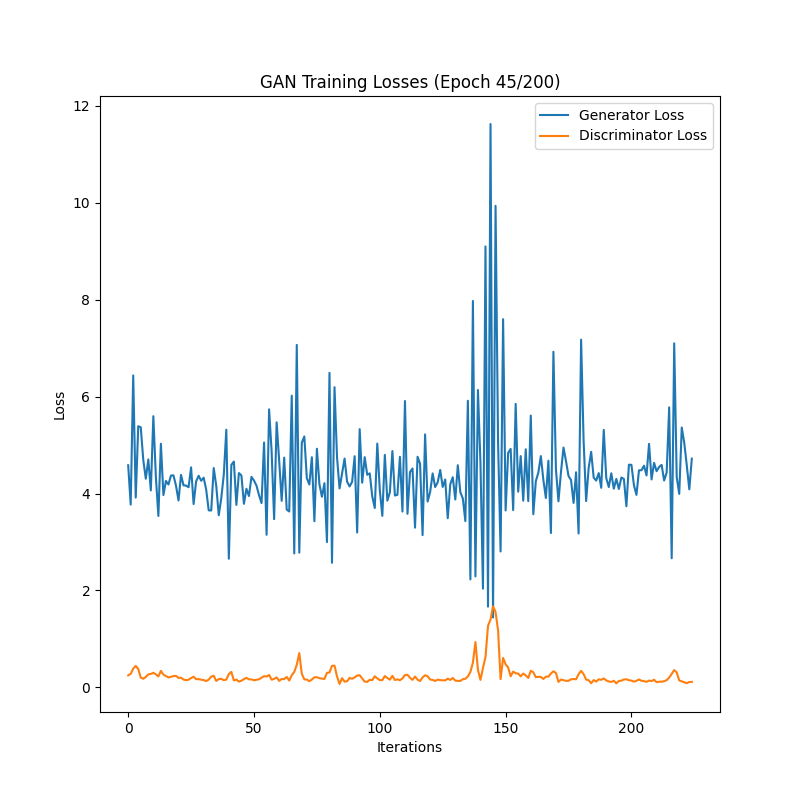 GAN Training Losses (Epoch 45/200)
Generator Loss
Discriminator Loss
12
10
8
6
4
2
0
Loss
0 50 100 150 200
Iterations